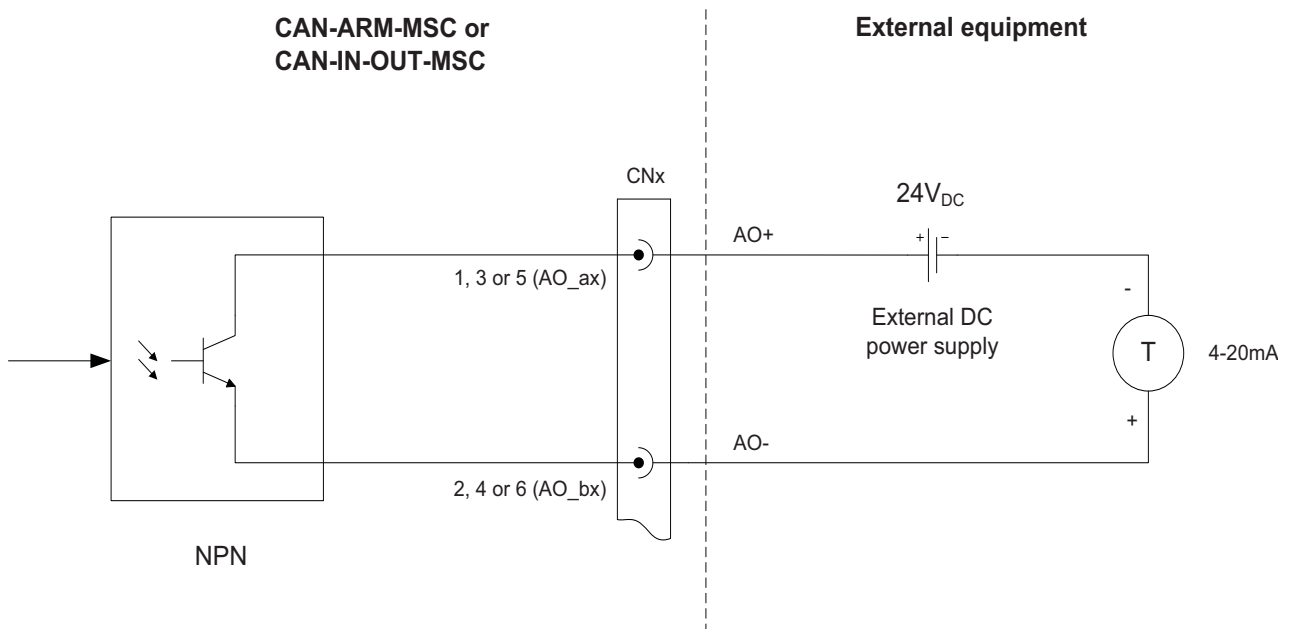 CAN-ARM-MSC or
CAN-IN-OUT-MSC
External equipment
CNx
24VDC
AO+
+ −
1, 3 or 5 (AO_ax)
External DC
power supply
-
T
4-20mA
+
AO-
2, 4 or 6 (AO_bx)
NPN